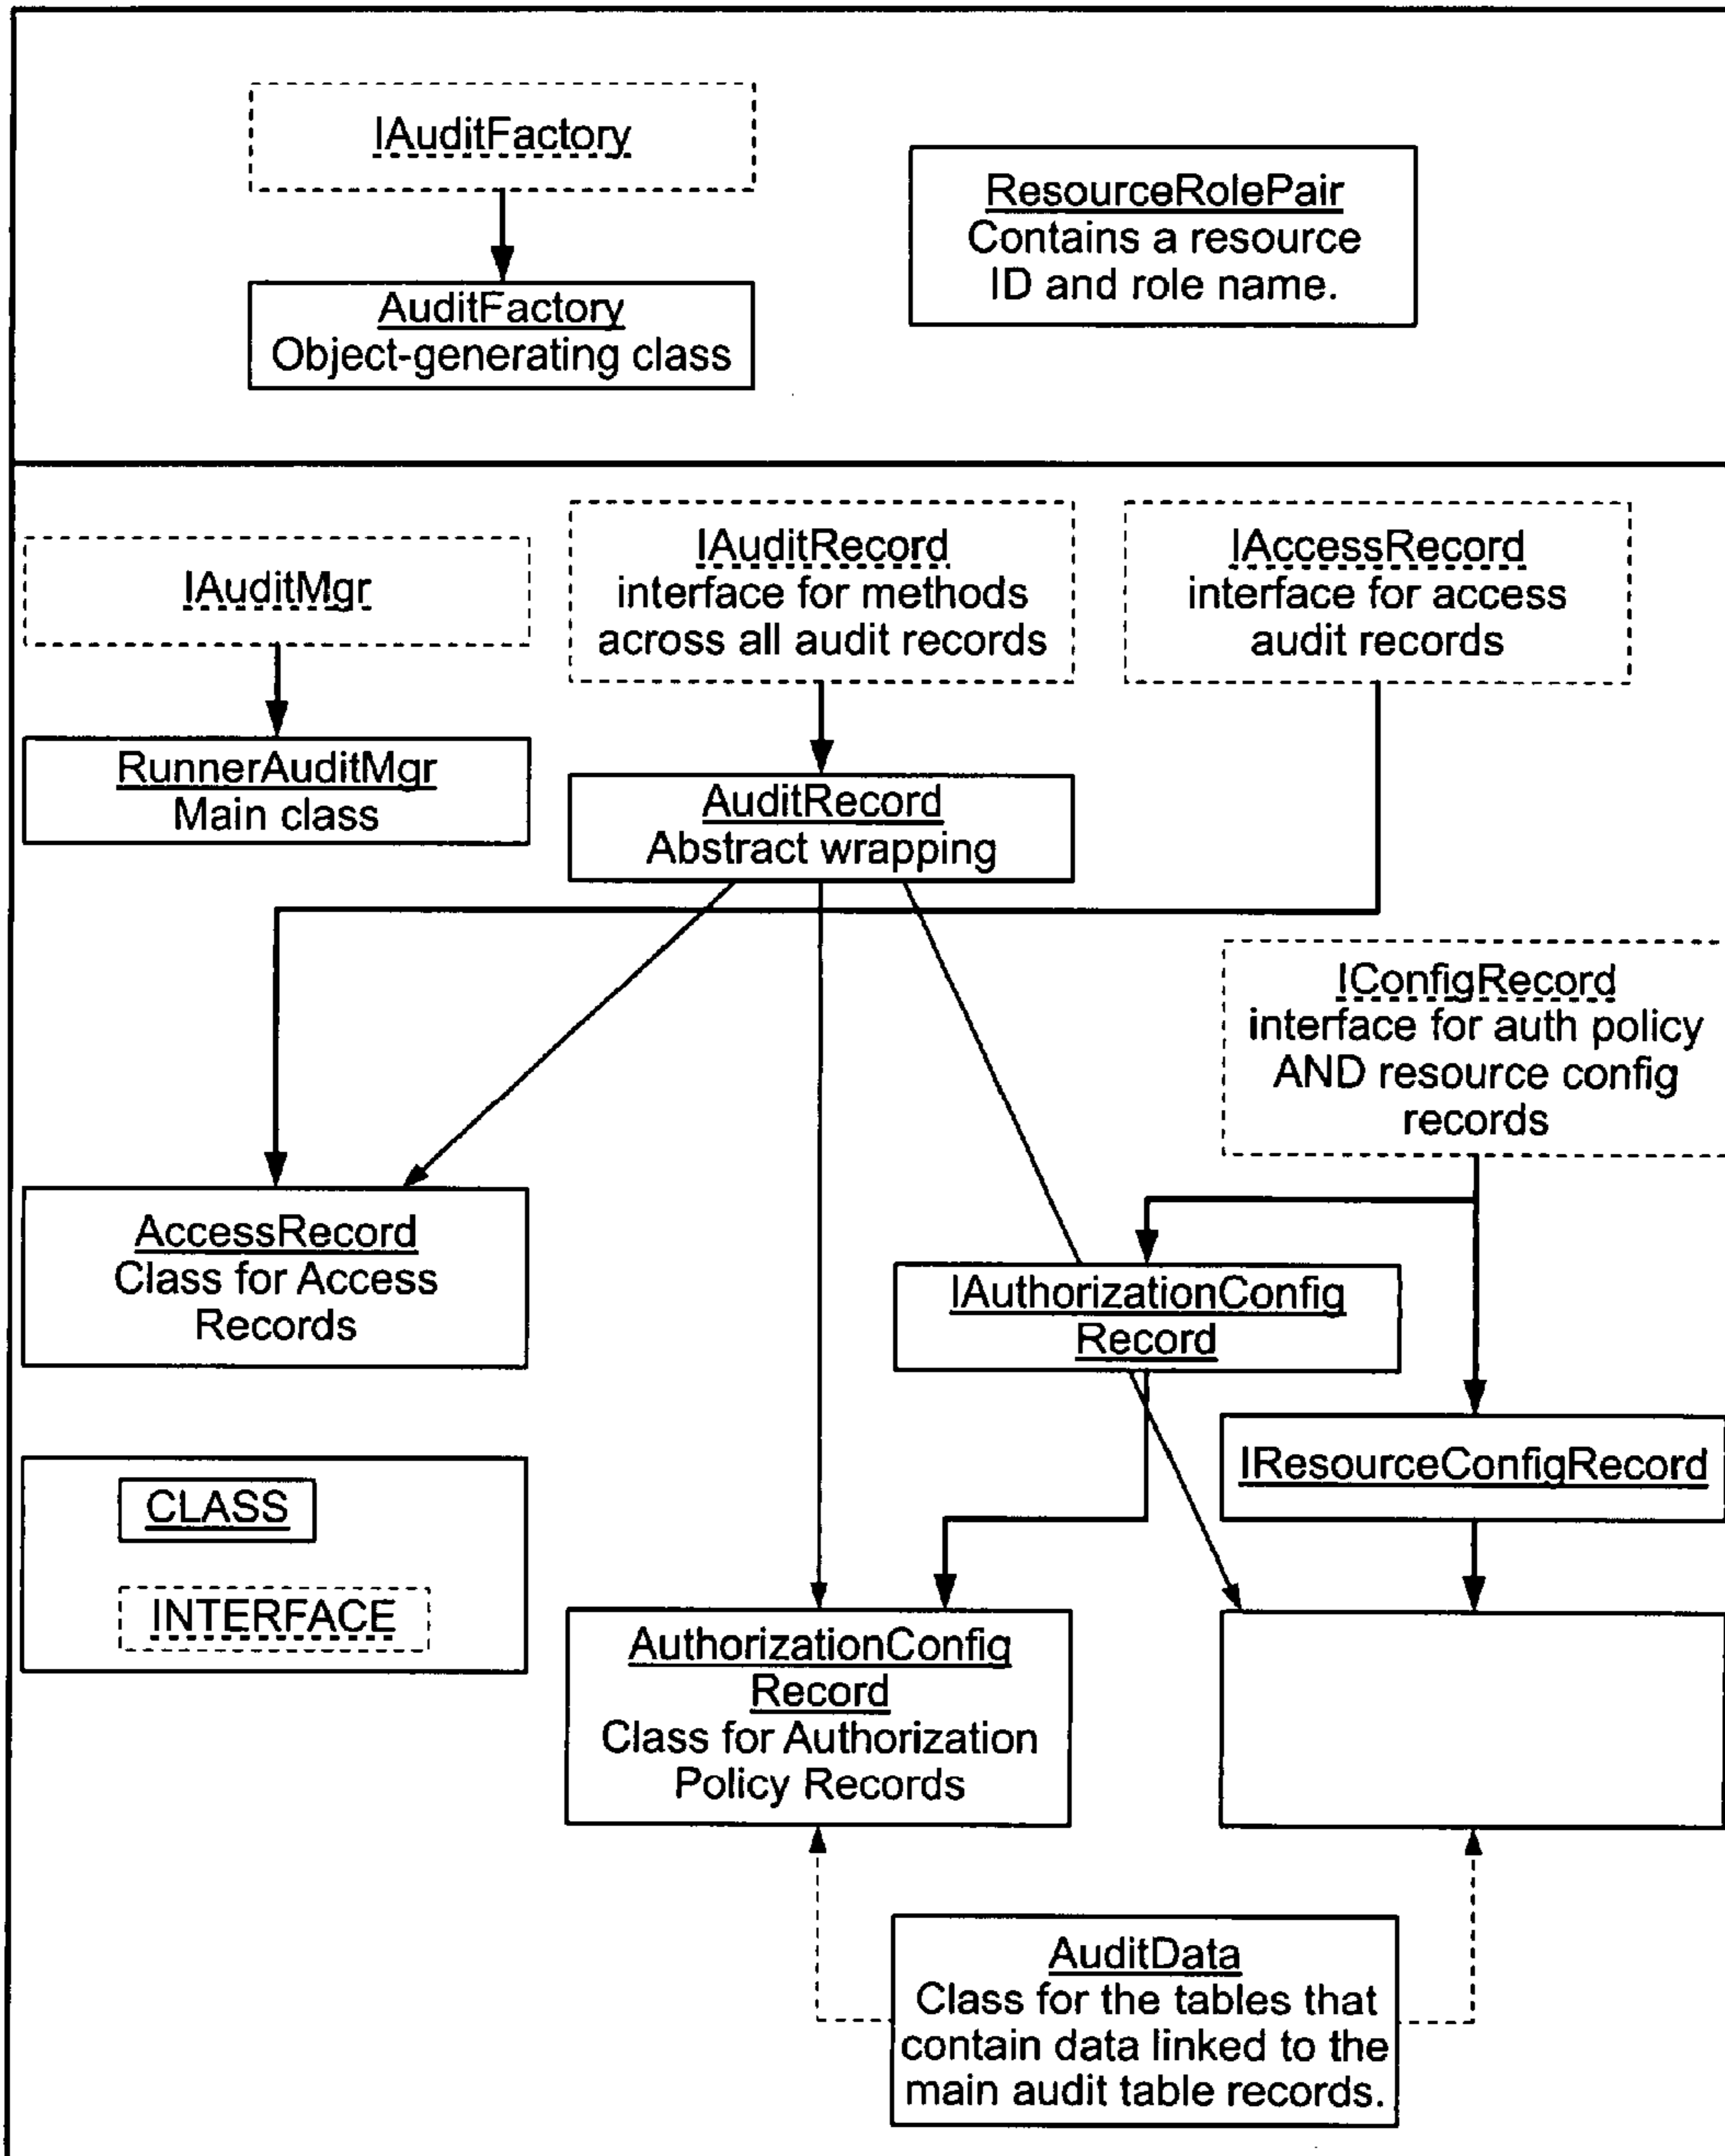 IAuditFactory
AuditFactory
Object-generating class
ResourceRolePair
Contains a resource
ID and role name.
IAuditMgr
RunnerAuditMgr
Main class
IAuditRecord
interface for methods
across all audit records
IAccessRecord
interface for access
audit records
AuditRecord
Abstract wrapping
IConfigRecord
interface for auth policy
AND resource config
records
AccessRecord
Class for Access
Records
IAuthorizationConfig
Record
IResourceConfigRecord
CLASS
INTERFACE
AuthorizationConfig
Record
Class for Authorization
Policy Records
AuditData
Class for the tables that
contain data linked to the
main audit table records.